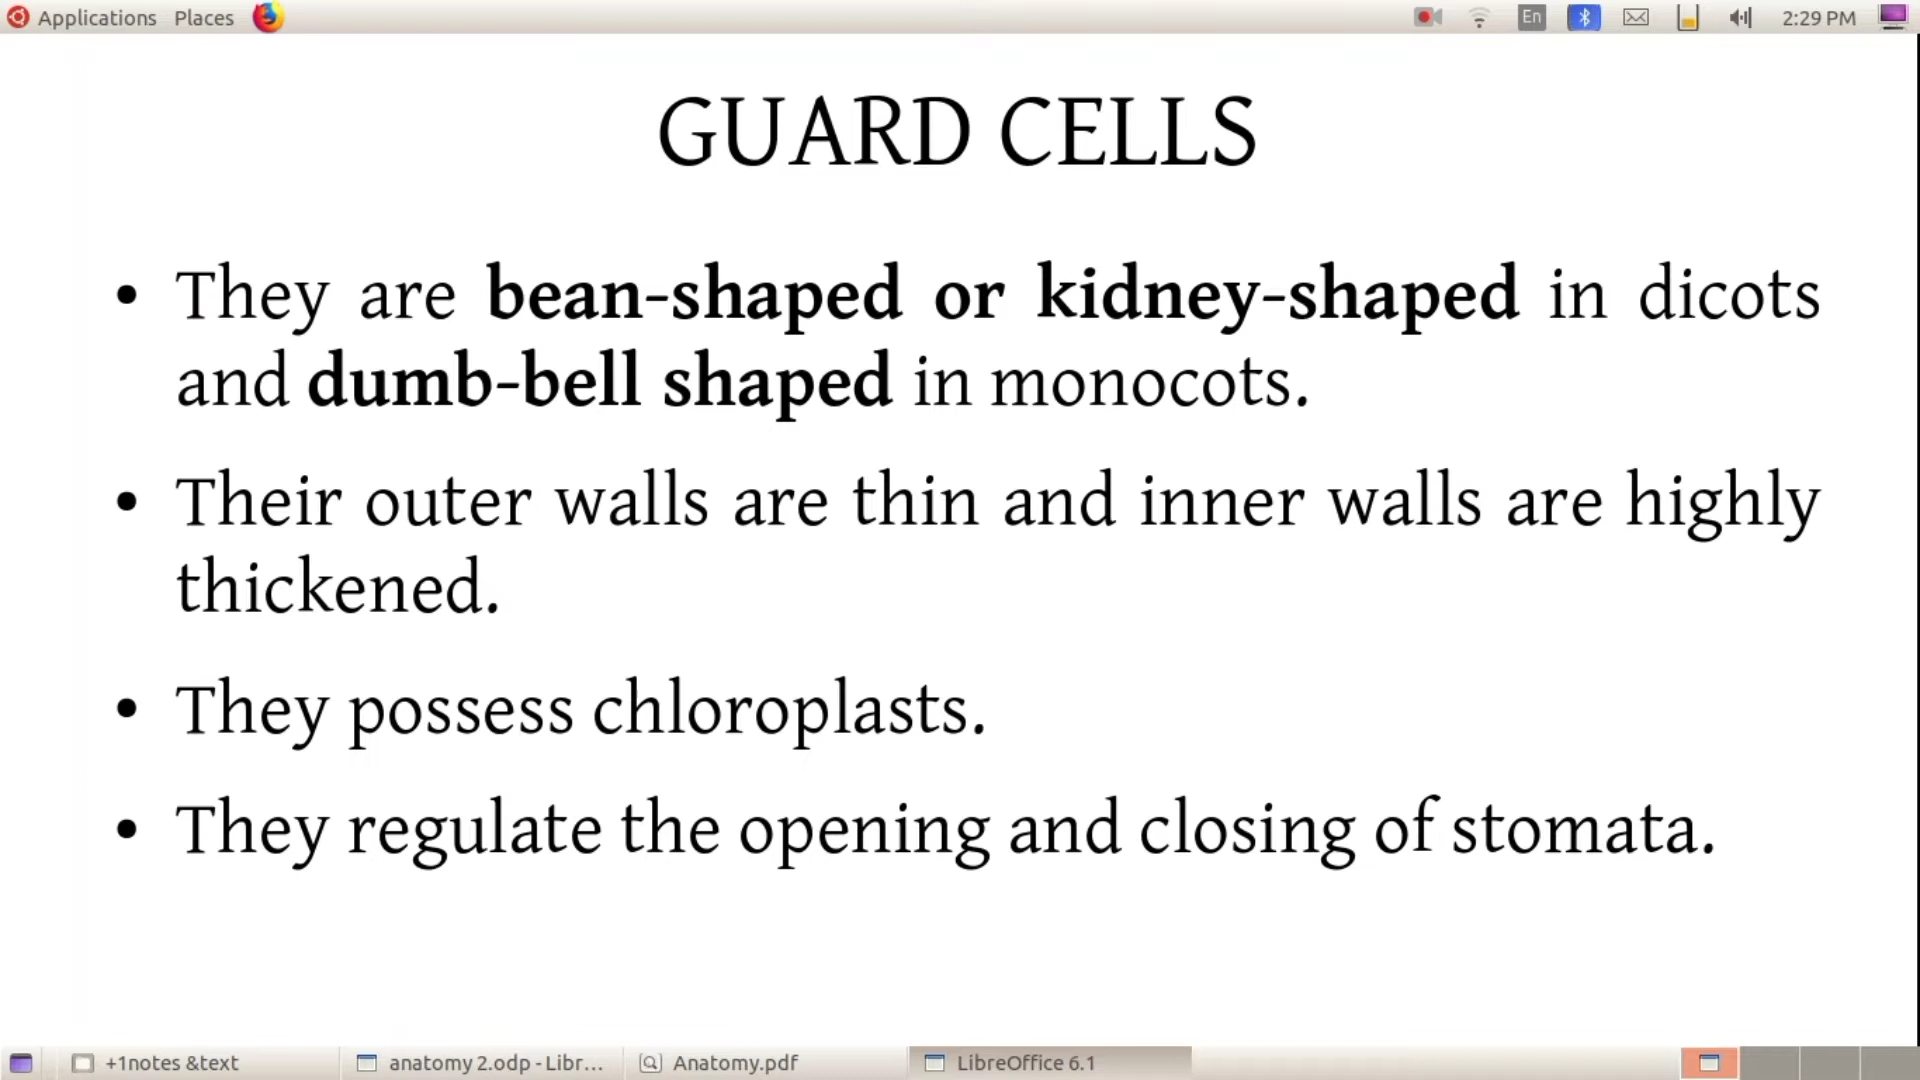 Applications Places En 2:29 PM
GUARD CELLS
• They are bean-shaped or kidney-shaped in dicots
and dumb-bell shaped in monocots.
• Their outer walls are thin and inner walls are highly
thickened.
• They possess chloroplasts.
• They regulate the opening and closing of stomata.
+1notes &text anatomy 2.odp - Libr... Anatomy.pdf LibreOffice 6.1